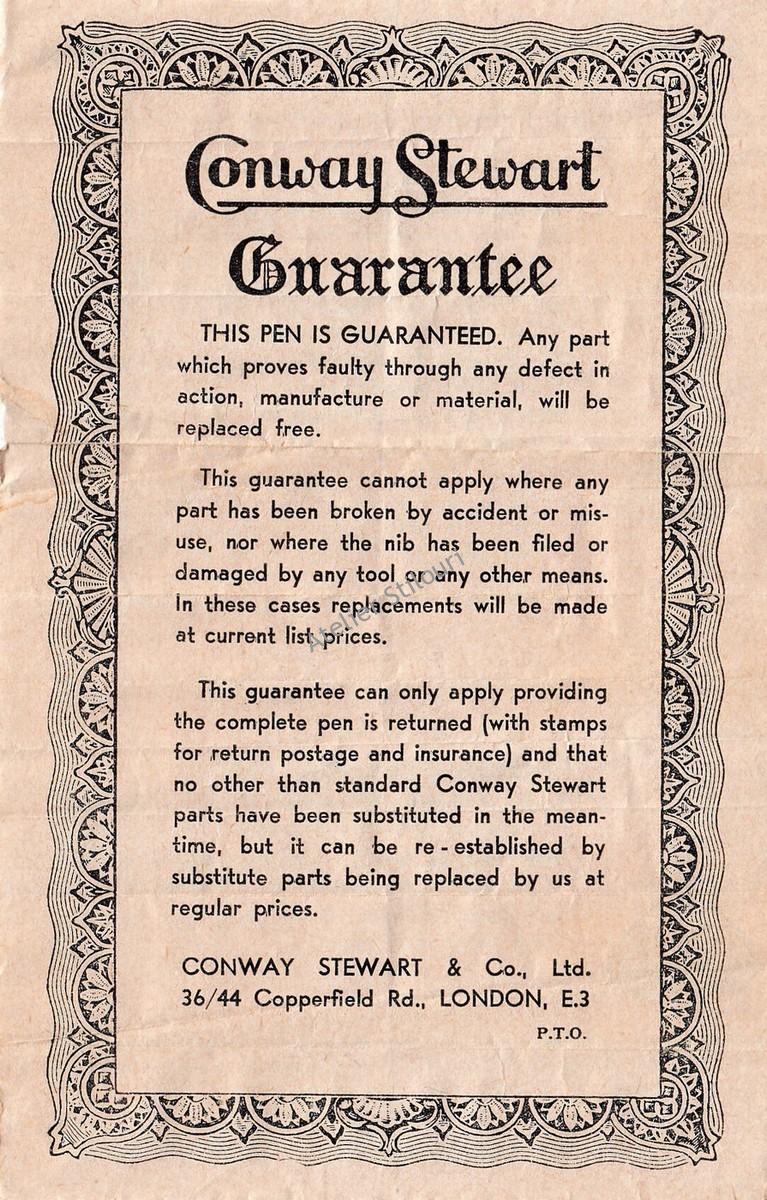 Conway Stewart
Guarantee
THIS PEN IS GUARANTEED. Any part
which proves faulty through any defect in
action, manufacture or material, will be
replaced free.
This guarantee cannot apply where any
part has been broken by accident or mis-
use, nor where the nib has been filed or
damaged by any tool or any other means.
In these cases replacements will be made
at current list prices.
This guarantee can only apply providing
the complete pen is returned (with stamps
for return postage and insurance) and that
no other than standard Conway Stewart
parts have been substituted in the mean-
time, but it can be re-established by
substitute parts being replaced by us at
regular prices.
CONWAY STEWART & Co., Ltd.
36/44 Copperfield Rd., LONDON, E.3
P.T.O.